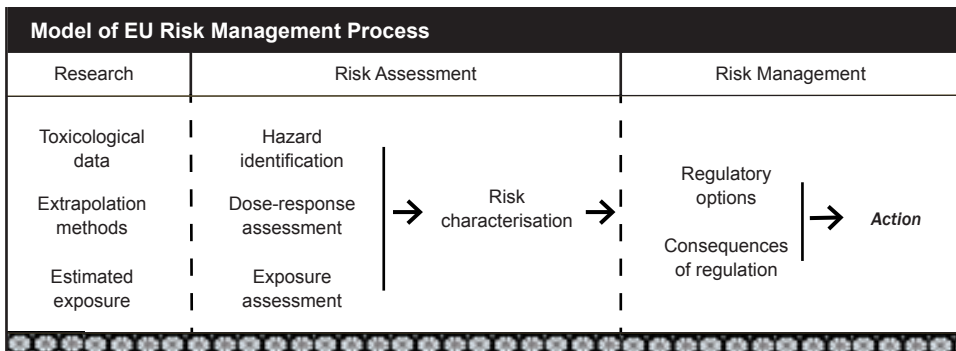 Model of EU Risk Management Process
Research
Risk Assessment
Risk Management
Toxicological
data
Extrapolation
methods
Estimated
exposure
Hazard
identification
Dose-response
assessment
Exposure
assessment
Risk
characterisation
Regulatory
options
Consequences
of regulation
Action